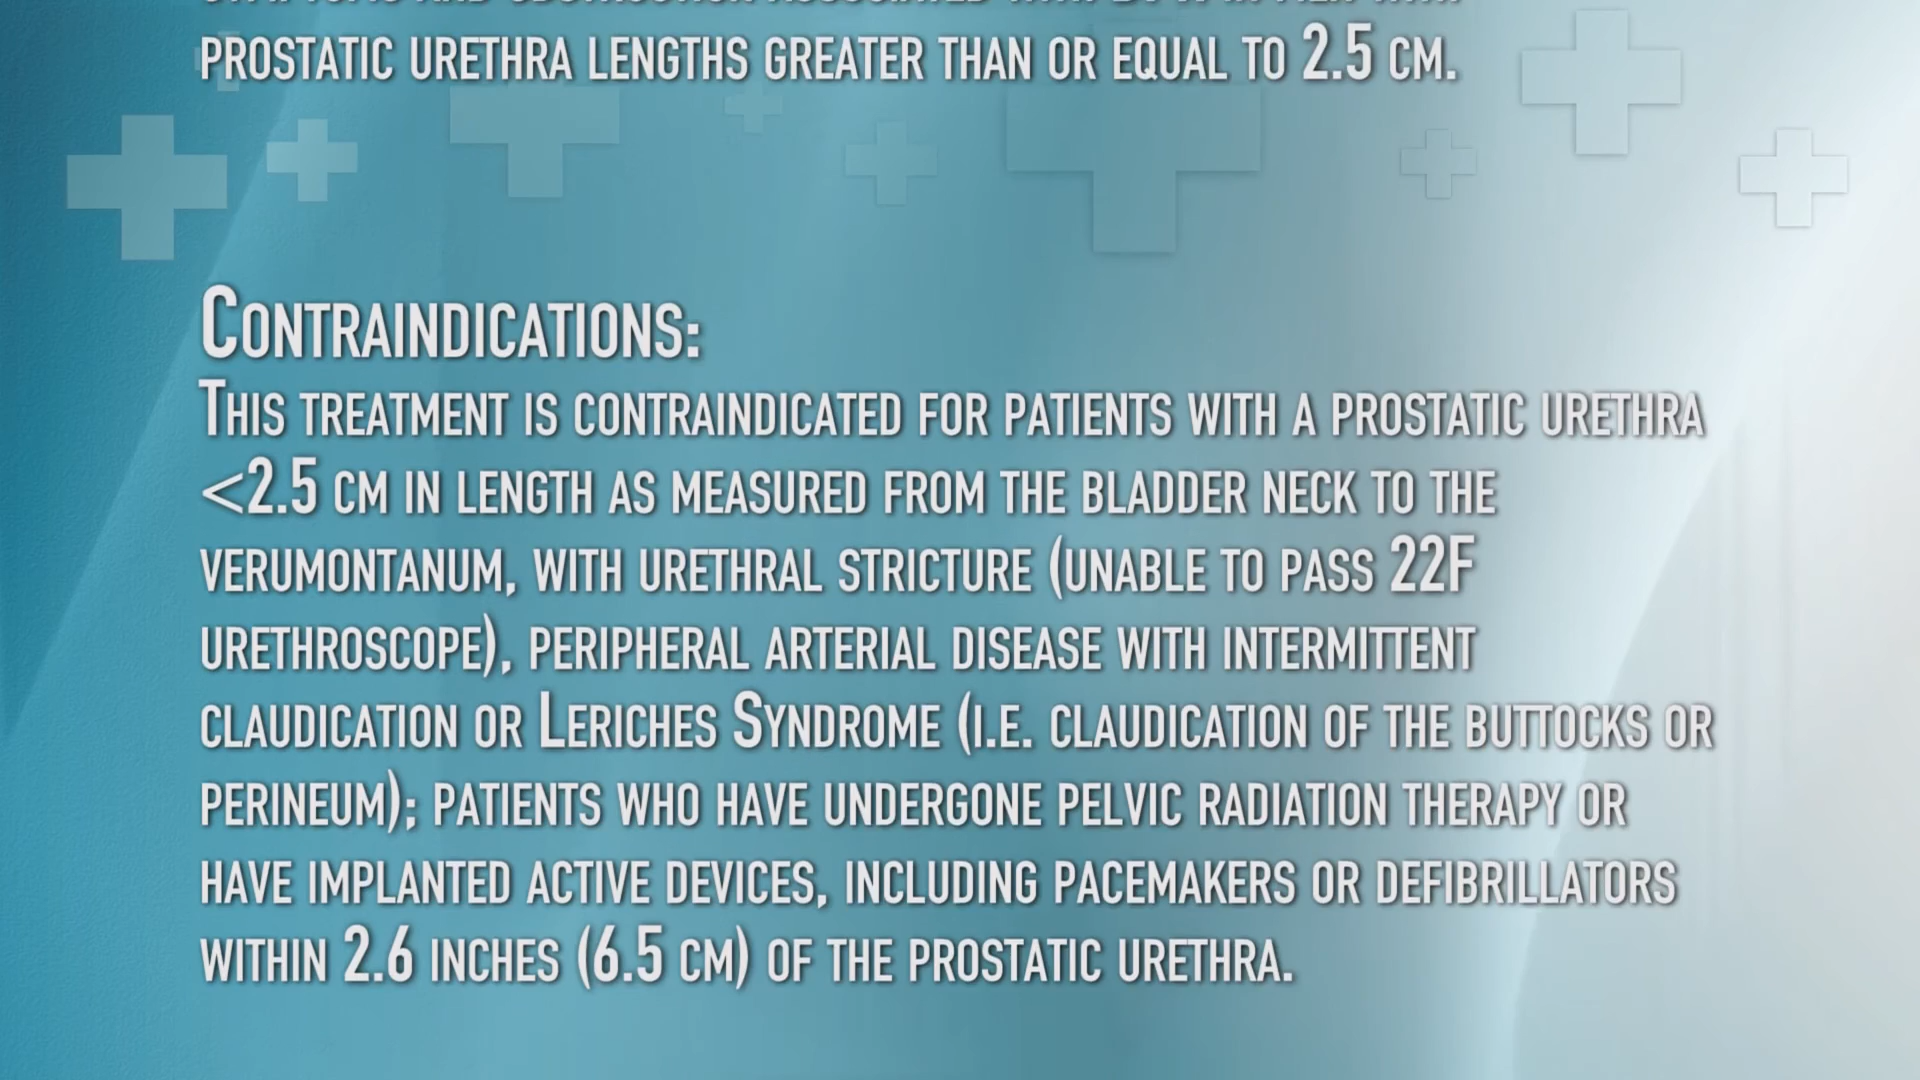 PROSTATIC URETHRA LENGTHS GREATER THAN OR EQUAL TO 2.5 CM.
CONTRAINDICATIONS:
THIS TREATMENT IS CONTRAINDICATED FOR PATIENTS WITH A PROSTATIC URETHRA
<2.5 CM IN LENGTH AS MEASURED FROM THE BLADDER NECK TO THE
VERUMONTANUM, WITH URETHRAL STRICTURE (UNABLE TO PASS 22F
URETHROSCOPE), PERIPHERAL ARTERIAL DISEASE WITH INTERMITTENT
CLAUDICATION OR LERICHES SYNDROME (I.E. CLAUDICATION OF THE BUTTOCKS OR
PERINEUM); PATIENTS WHO HAVE UNDERGONE PELVIC RADIATION THERAPY OR
HAVE IMPLANTED ACTIVE DEVICES, INCLUDING PACEMAKERS OR DEFIBRILLATORS
WITHIN 2.6 INCHES (6.5 CM) OF THE PROSTATIC URETHRA.